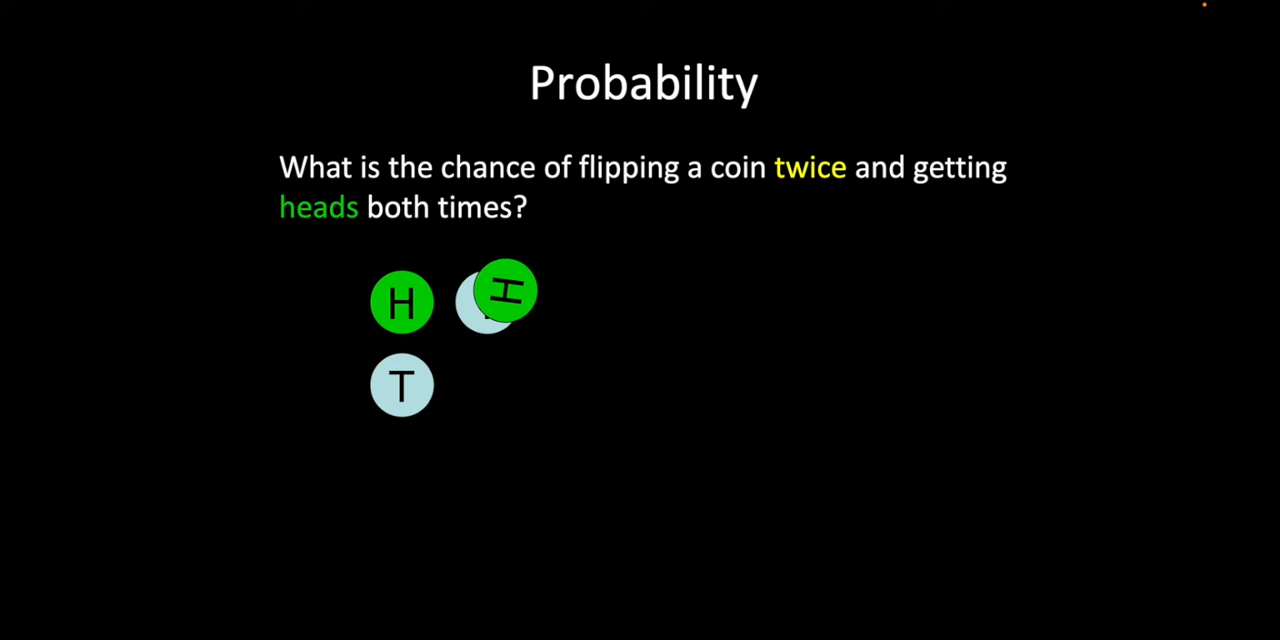 Probability
What is the chance of flipping a coin twice and getting
heads both times?
H H
T